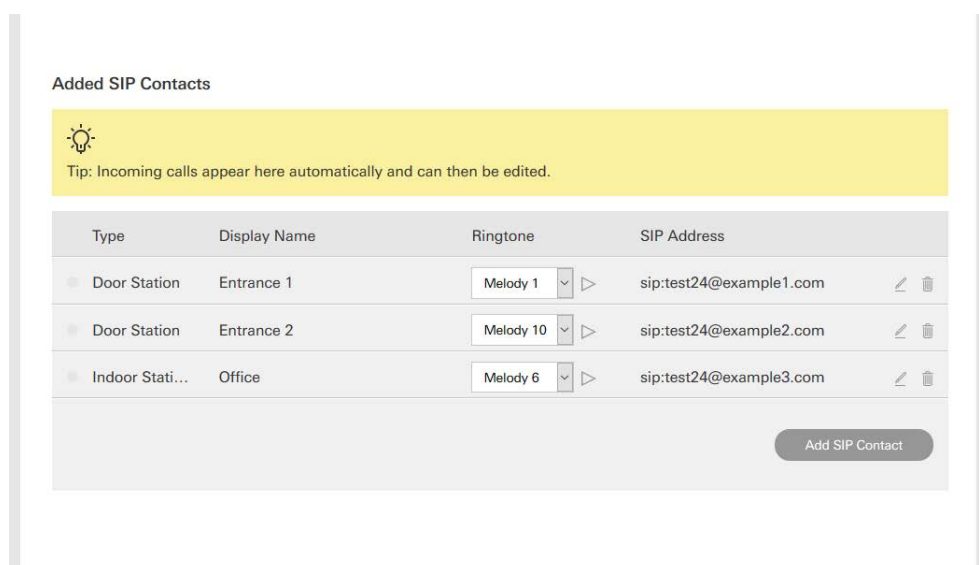 Added SIP Contacts
Tip: Incoming calls appear here automatically and can then be edited.
Type Display Name Ringtone SIP Address
Door Station Entrance 1 Melody 1 sip:test24@example1.com
Door Station Entrance 2 Melody 10 sip:test24@example2.com
Indoor Stati... Office Melody 6 sip:test24@example3.com
Add SIP Contact